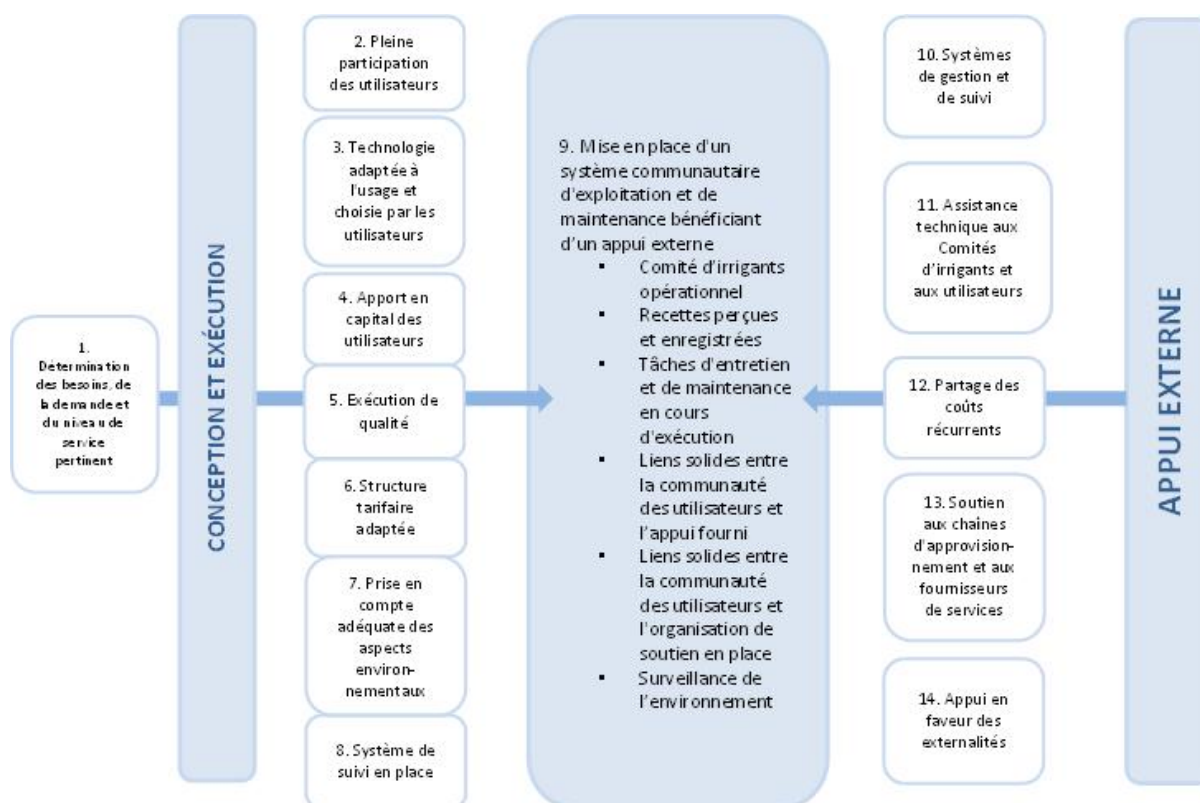 1.
Détermination
des besoins, de
la demande et
du niveau de
service
pertinent
CONCEPTION ET EXÉCUTION
2. Pleine
participation
des utilisateurs
3. Technologie
adaptée à
l'usage et
choisie par les
utilisateurs
4. Apport en
capital des
utilisateurs
5. Exécution de
qualité
6. Structure
tarifaire
adaptée
7. Prise en
compte
adéquate des
aspects
environ-
nementaux
8. Système de
suivi en place
9. Mise en place d'un
système communautaire
d'exploitation et de
maintenance bénéficiant
d'un appui externe
▪ Comité d'irrigants
opérationnel
▪ Recettes perçues
et enregistrées
▪ Tâches d'entretien
et de maintenance
en cours
d'exécution
▪ Liens solides entre
la communauté
des utilisateurs et
l'appui fourni
▪ Liens solides entre
la communauté
des utilisateurs et
l'organisation de
soutien en place
▪ Surveillance de
l'environnement
10. Systèmes
de gestion et
de suivi
11. Assistance
technique aux
Comités
d'irrigants et
aux utilisateurs
12. Partage des
coûts
récurrents
13. Soutien
aux chaînes
d'approvision-
nement et aux
fournisseurs
de services
14. Appui en
faveur des
externalités
APPUI EXTERNE